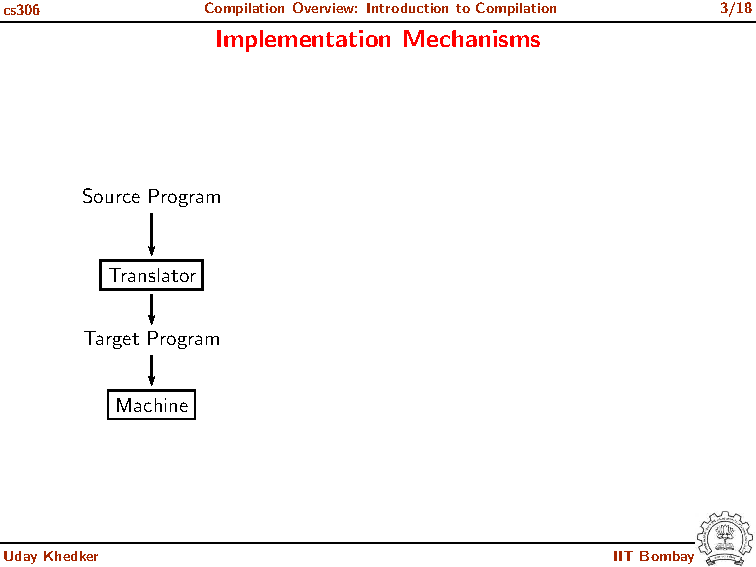 cs306
Compilation Overview: Introduction to Compilation
3/18
Implementation Mechanisms
Source Program
Translator
Target Program
Machine
Uday Khedker
IIT Bombay